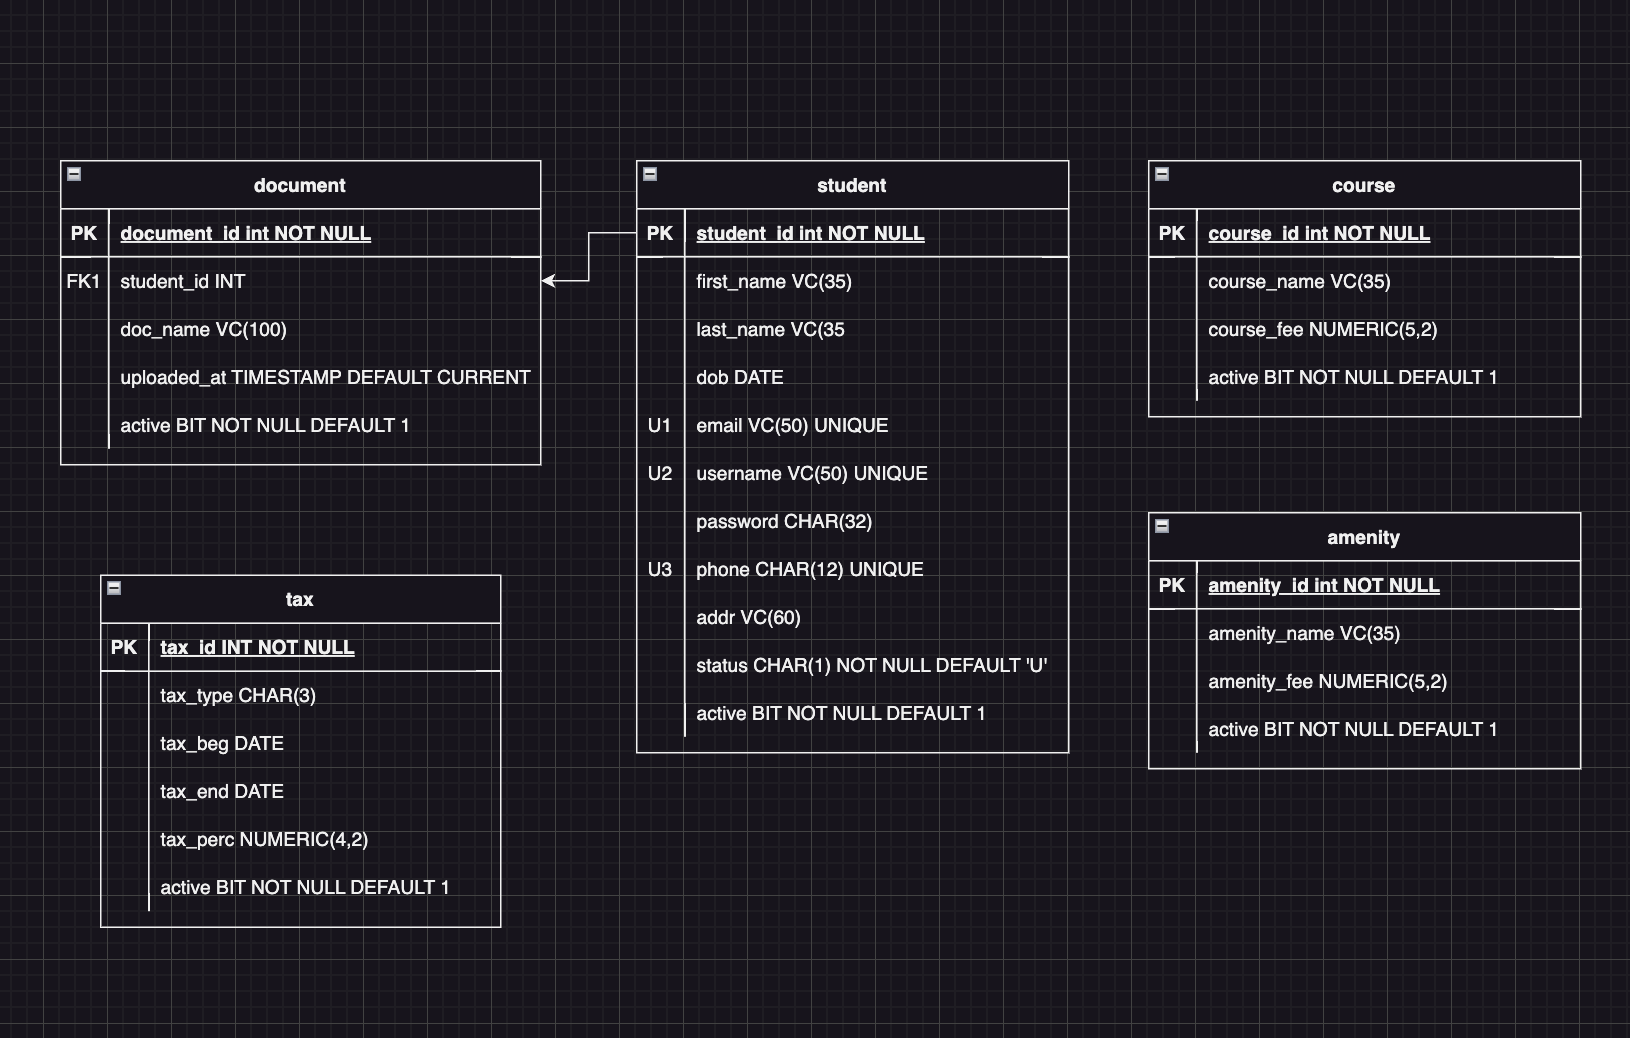 document
PK document_id int NOT NULL
FK1 student_id INT
doc_name VC(100)
uploaded_at TIMESTAMP DEFAULT CURRENT
active BIT NOT NULL DEFAULT 1
student
PK student_id int NOT NULL
first_name VC(35)
last_name VC(35
dob DATE
U1 email VC(50) UNIQUE
U2 username VC(50) UNIQUE
password CHAR(32)
U3 phone CHAR(12) UNIQUE
addr VC(60)
status CHAR(1) NOT NULL DEFAULT 'U'
active BIT NOT NULL DEFAULT 1
course
PK course_id int NOT NULL
course_name VC(35)
course_fee NUMERIC(5,2)
active BIT NOT NULL DEFAULT 1
tax
PK tax_id INT NOT NULL
tax_type CHAR(3)
tax_beg DATE
tax_end DATE
tax_perc NUMERIC(4,2)
active BIT NOT NULL DEFAULT 1
amenity
PK amenity_id int NOT NULL
amenity_name VC(35)
amenity_fee NUMERIC(5,2)
active BIT NOT NULL DEFAULT 1